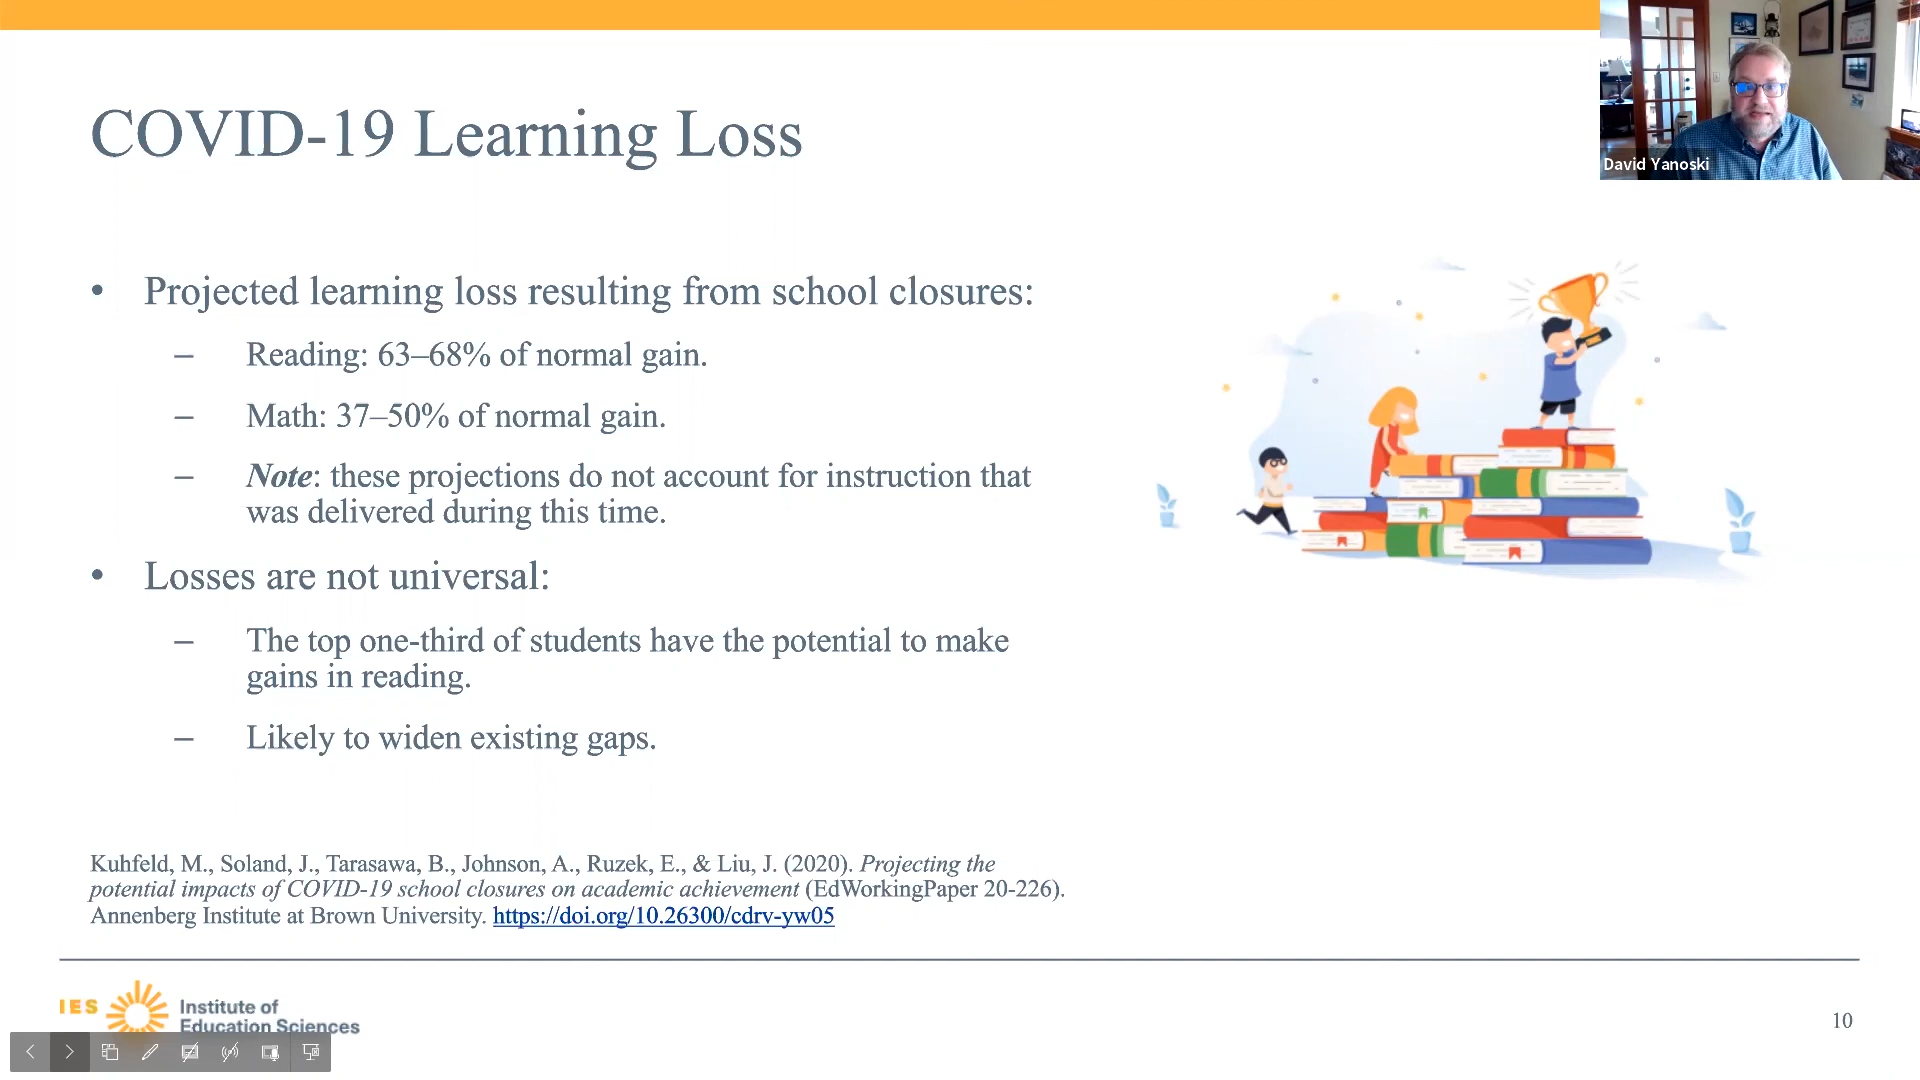 David Yanoski
COVID-19 Learning Loss
• Projected learning loss resulting from school closures:
– Reading: 63–68% of normal gain.
– Math: 37–50% of normal gain.
– Note: these projections do not account for instruction that
was delivered during this time.
• Losses are not universal:
– The top one-third of students have the potential to make
gains in reading.
– Likely to widen existing gaps.
Kuhfeld, M., Soland, J., Tarasawa, B., Johnson, A., Ruzek, E., & Liu, J. (2020). Projecting the
potential impacts of COVID-19 school closures on academic achievement (EdWorkingPaper 20-226).
Annenberg Institute at Brown University. https://doi.org/10.26300/cdrv-yw05
IES Institute of
Education Sciences
10